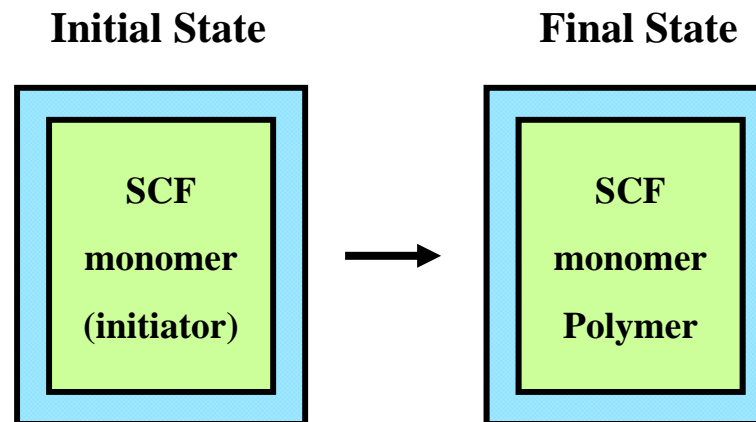 Initial State
Final State
SCF
monomer
(initiator)
SCF
monomer
Polymer